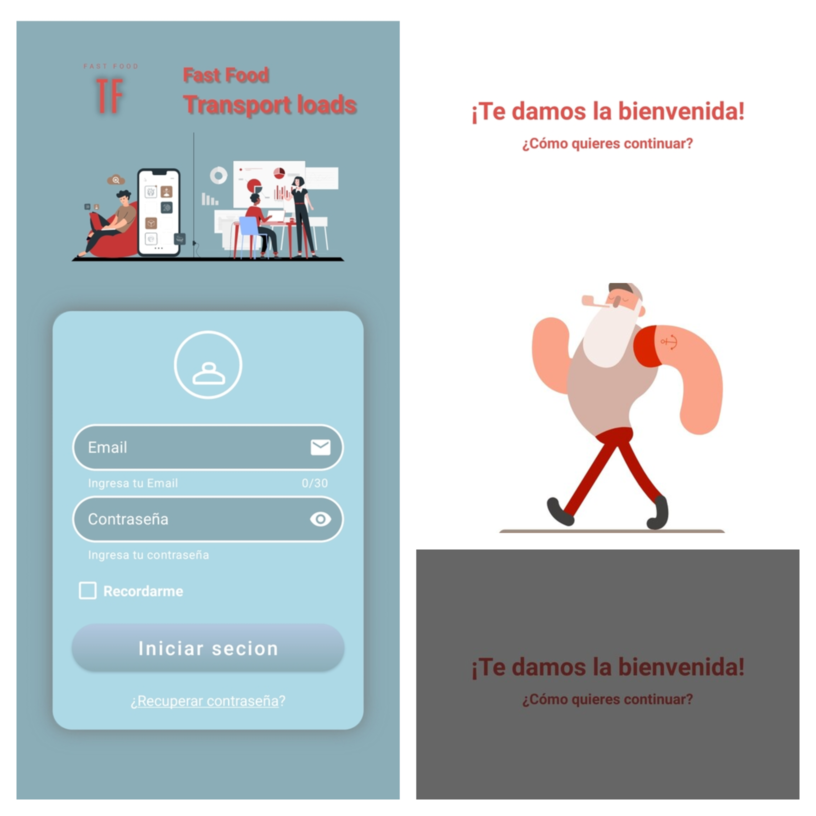 FAST FOOD
TF
Fast Food
Transport loads
Email
Ingresa tu Email 0/30
Contraseña
Ingresa tu contraseña
Recordarme
Iniciar secion
¿Recuperar contraseña?
¡Te damos la bienvenida!
¿Cómo quieres continuar?
¡Te damos la bienvenida!
¿Cómo quieres continuar?